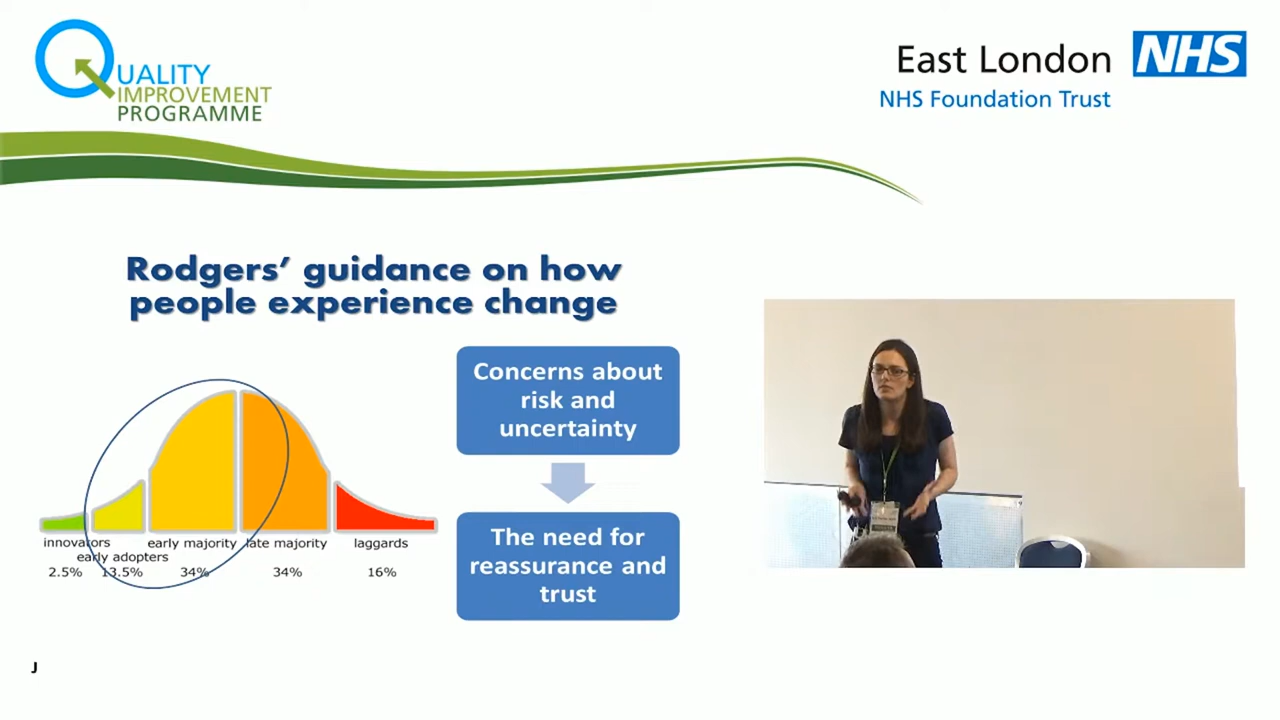 QUALITY
IMPROVEMENT
PROGRAMME
East London NHS
NHS Foundation Trust
Rodgers’ guidance on how
people experience change
Concerns about
risk and
uncertainty
The need for
reassurance and
trust
innovators
early adopters
early majority
late majority
laggards
2.5% 13.5% 34% 34% 16%
J